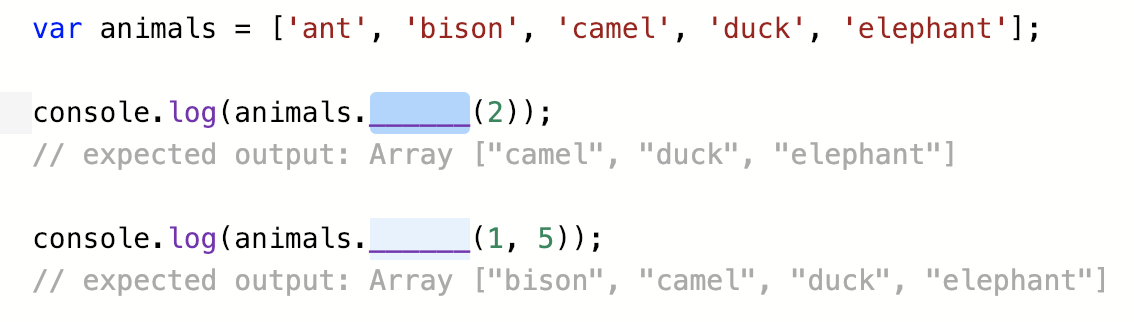 var animals = ['ant', 'bison', 'camel', 'duck', 'elephant'];
console.log(animals.______(2));
// expected output: Array ["camel", "duck", "elephant"]
console.log(animals.______(1, 5));
// expected output: Array ["bison", "camel", "duck", "elephant"]